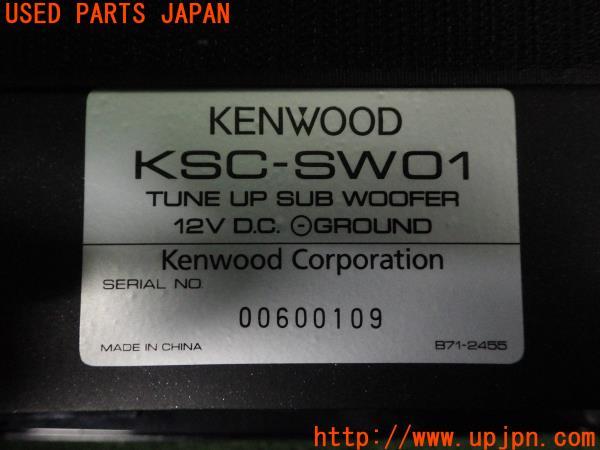 USED PARTS JAPAN
KENWOOD
KSC-SW01
TUNE UP SUB WOOFER
12V D.C. ⊖GROUND
Kenwood Corporation
SERIAL NO.
00600109
MADE IN CHINA
B71-2455
http://www.upjpn.com/